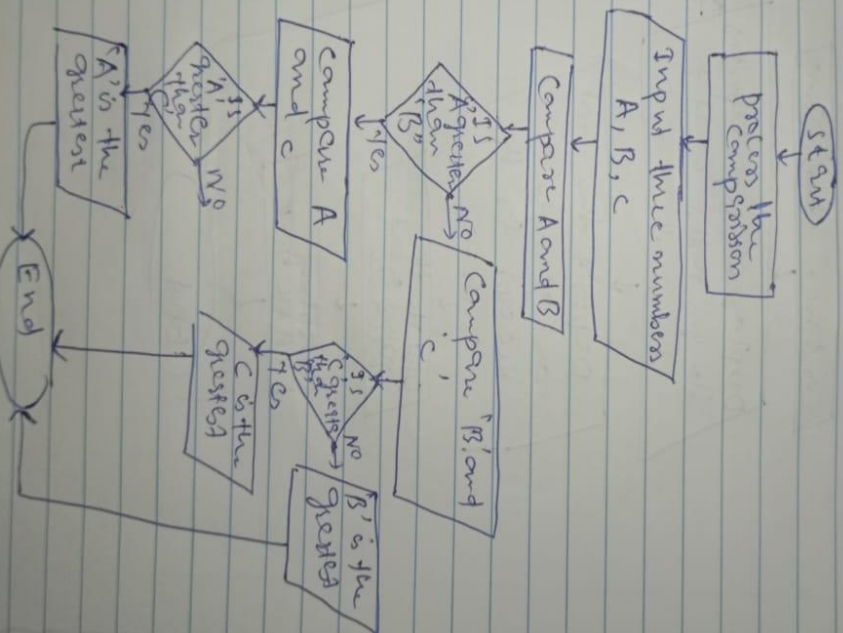 Start
process the
comparission
Input three numbers
A, B, C
Compare A and B
Is
'A' greater
than
"B"
NO
Yes
Compare A
and C
Compare 'B' and
'C'
Is
'A'
greater
than
'C'
NO
Yes
Is
C greater
than
B
NO
Yes
'A' is the
greatest
C is the
greatest
'B' is the
greatest
End